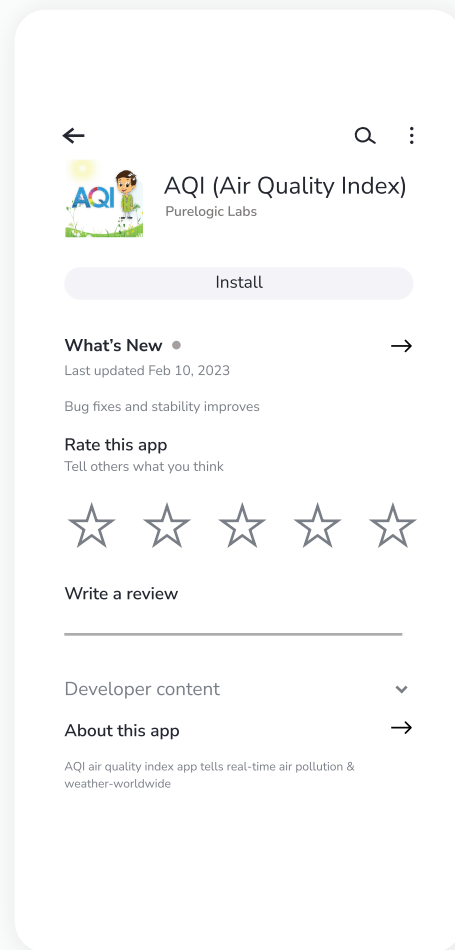 AQI (Air Quality Index)
AQI
Purelogic Labs
Install
What's New
Last updated Feb 10, 2023
Bug fixes and stability improves
Rate this app
Tell others what you think
Write a review
Developer content
About this app
AQI air quality index app tells real-time air pollution &
weather-worldwide